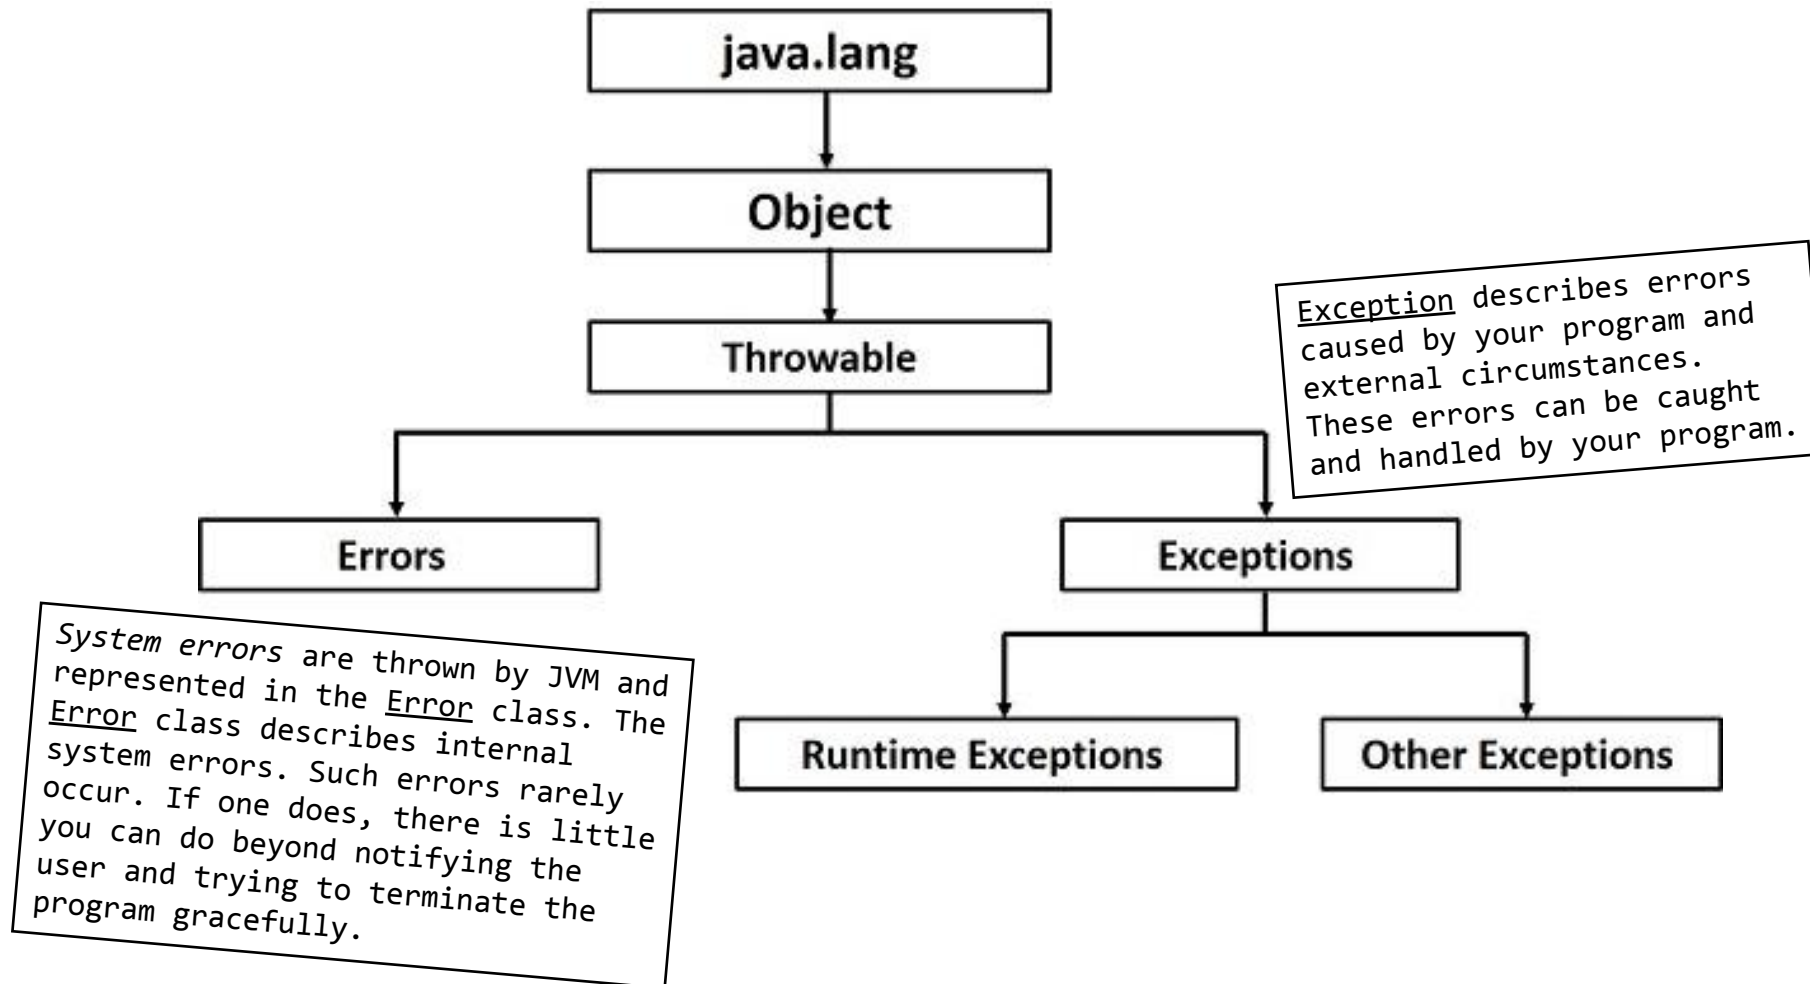 java.lang
Object
Throwable
Exception describes errors
caused by your program and
external circumstances.
These errors can be caught
and handled by your program.
Errors
Exceptions
System errors are thrown by JVM and
represented in the Error class. The
Error class describes internal
system errors. Such errors rarely
occur. If one does, there is little
you can do beyond notifying the
user and trying to terminate the
program gracefully.
Runtime Exceptions
Other Exceptions